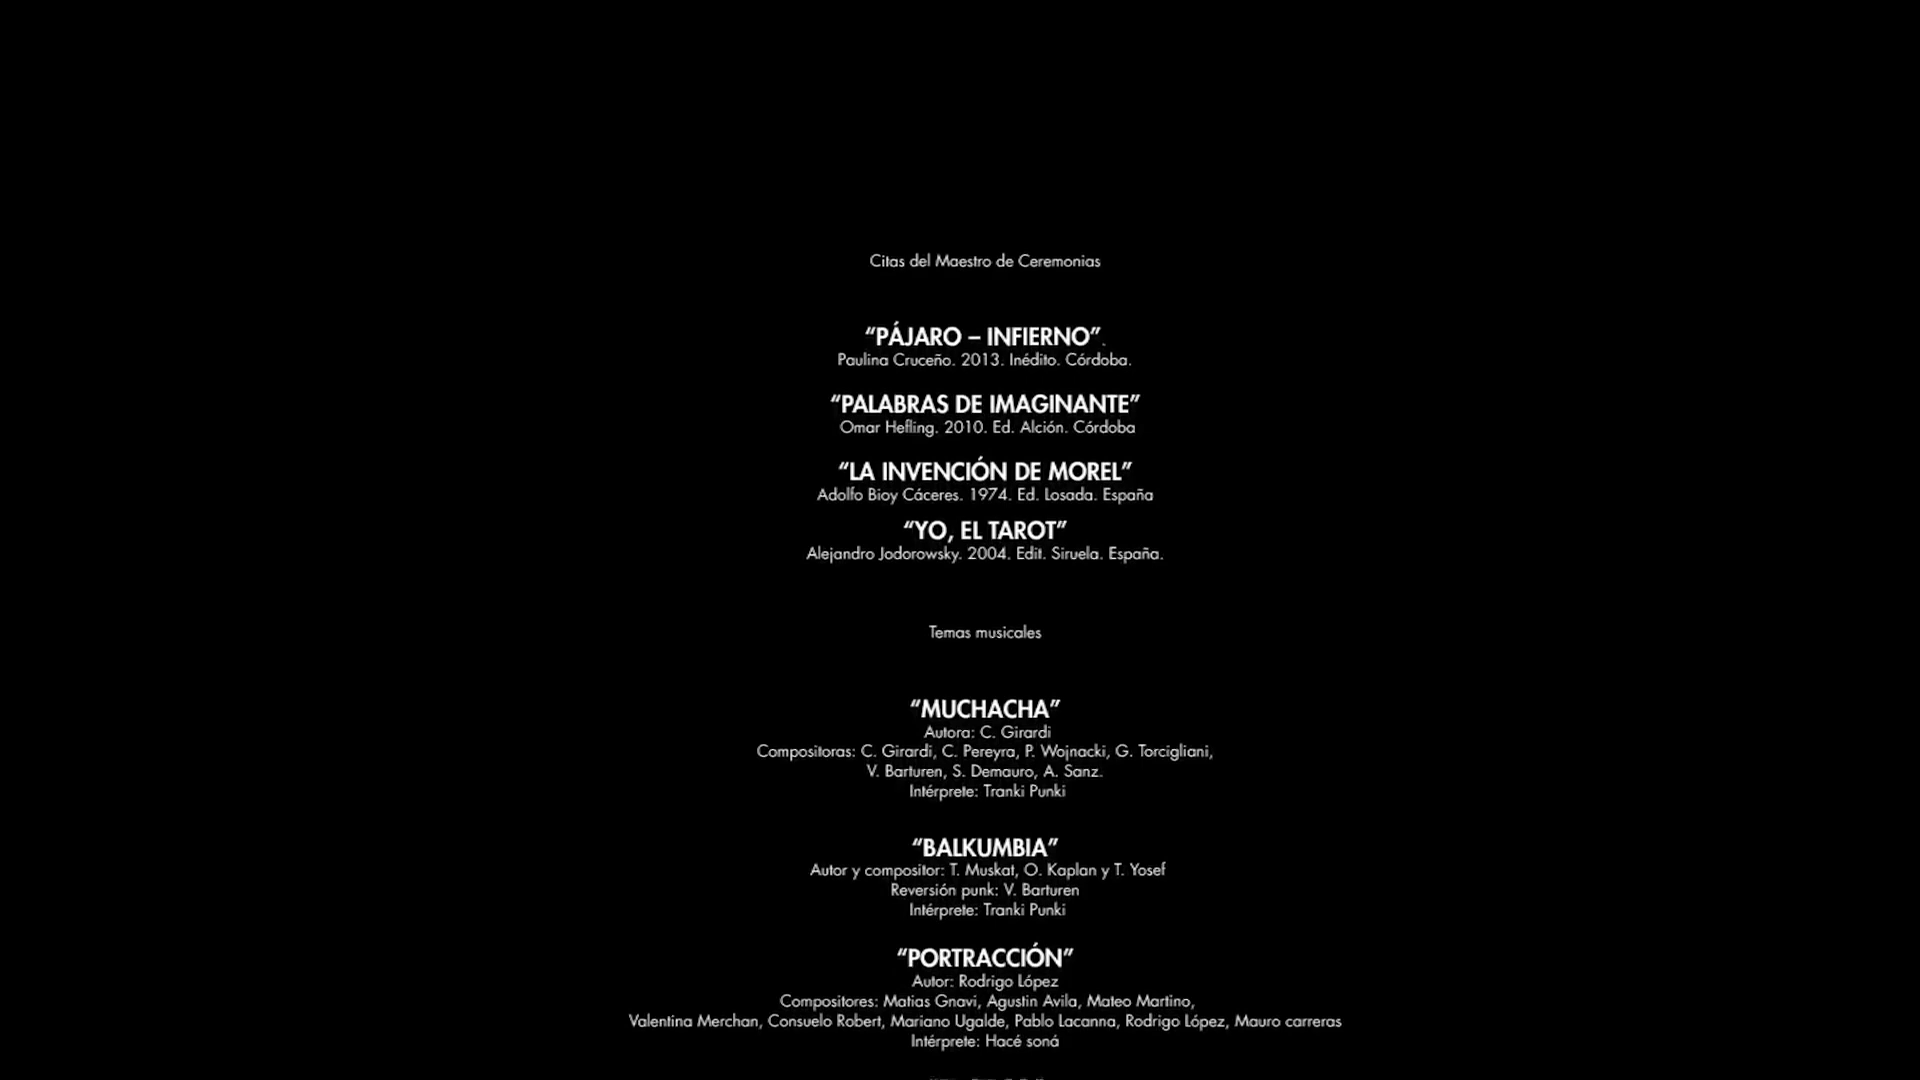 Citas del Maestro de Ceremonias
“PÁJARO – INFIERNO”.
Paulina Cruceño. 2013. Inédito. Córdoba.
“PALABRAS DE IMAGINANTE”
Omar Hefling. 2010. Ed. Alción. Córdoba
“LA INVENCIÓN DE MOREL”
Adolfo Bioy Cáceres. 1974. Ed. Losada. España
“YO, EL TAROT”
Alejandro Jodorowsky. 2004. Edit. Siruela. España.
Temas musicales
“MUCHACHA”
Autora: C. Girardi
Compositoras: C. Girardi, C. Pereyra, P. Wojnacki, G. Torcigliani,
V. Barturen, S. Demauro, A. Sanz.
Intérprete: Tranki Punki
“BALKUMBIA”
Autor y compositor: T. Muskat, O. Kaplan y T. Yosef
Reversión punk: V. Barturen
Intérprete: Tranki Punki
“PORTRACCIÓN”
Autor: Rodrigo López
Compositores: Matias Gnavi, Agustin Avila, Mateo Martino,
Valentina Merchan, Consuelo Robert, Mariano Ugalde, Pablo Lacanna, Rodrigo López, Mauro carreras
Intérprete: Hacé soná